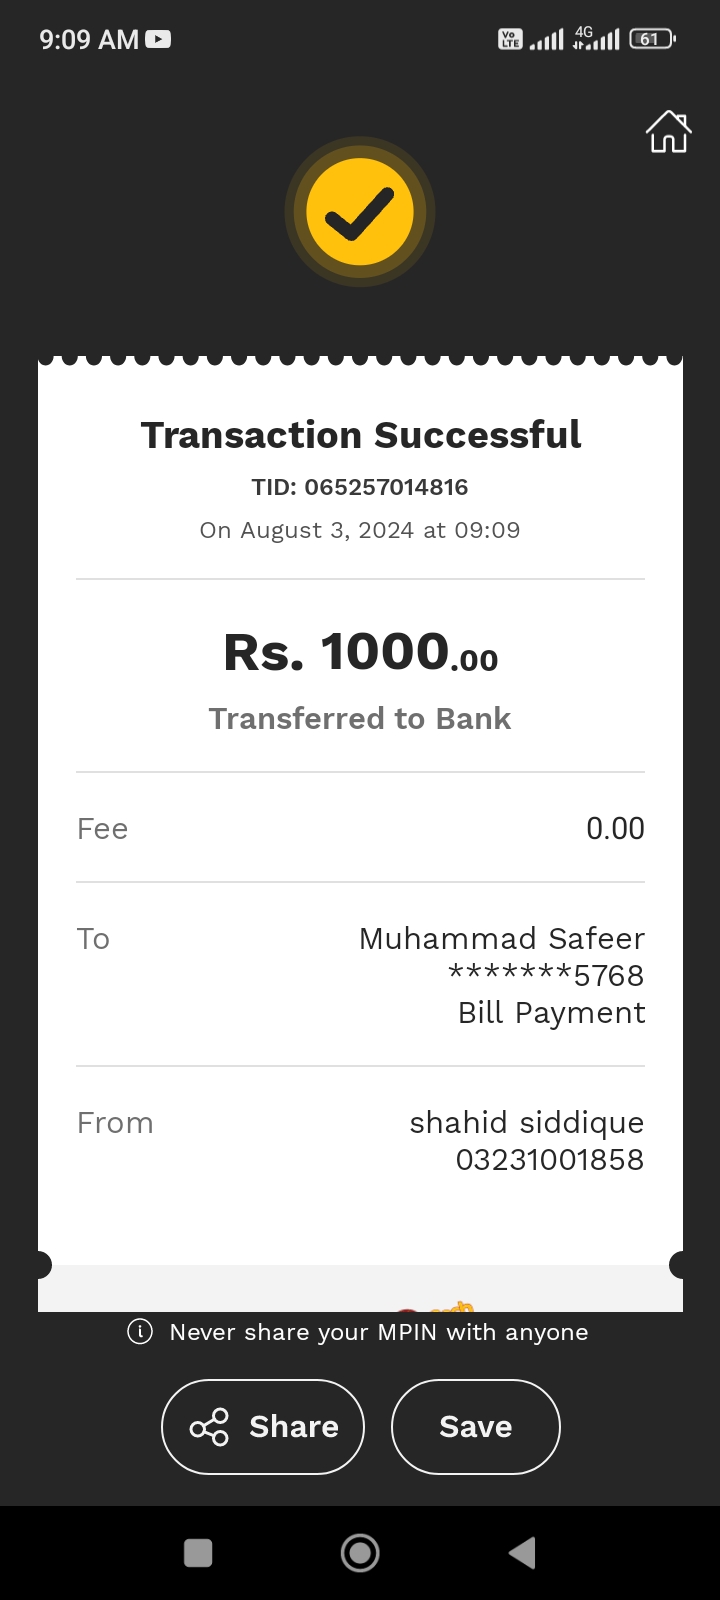 9:09 AM
Vo LTE
4G
61
Transaction Successful
TID: 065257014816
On August 3, 2024 at 09:09
Rs. 1000.00
Transferred to Bank
Fee 0.00
To Muhammad Safeer
*******5768
Bill Payment
From shahid siddique
03231001858
Never share your MPIN with anyone
Share Save